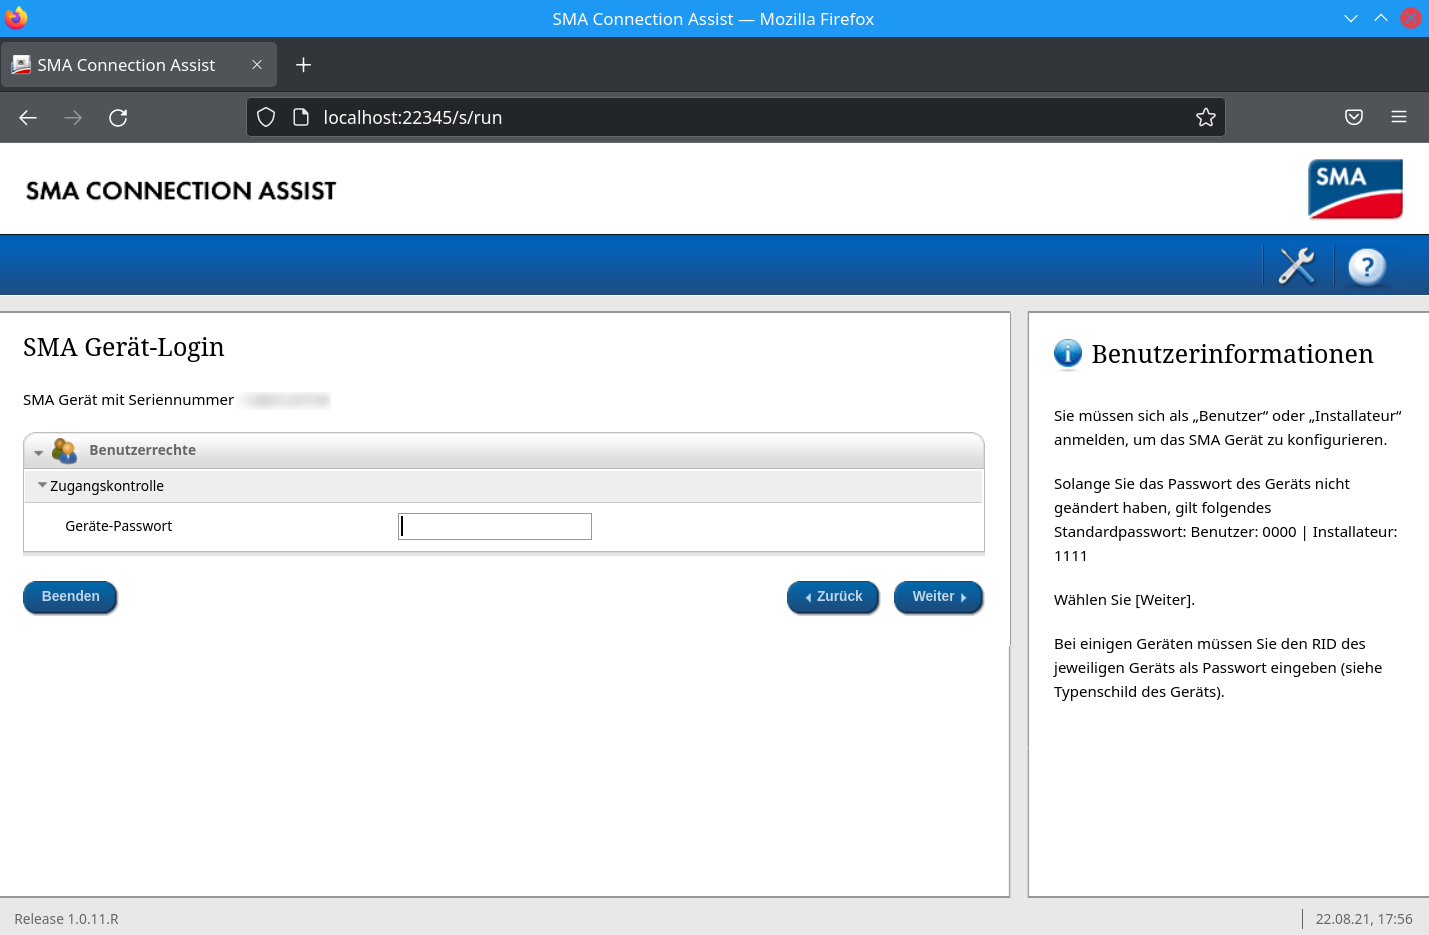 SMA Connection Assist — Mozilla Firefox
SMA Connection Assist
localhost:22345/s/run
SMA CONNECTION ASSIST
SMA
SMA Gerät-Login
SMA Gerät mit Seriennummer
Benutzerrechte
Zugangskontrolle
Geräte-Passwort
Beenden
Zurück
Weiter
Benutzerinformationen
Sie müssen sich als „Benutzer“ oder „Installateur“
anmelden, um das SMA Gerät zu konfigurieren.
Solange Sie das Passwort des Geräts nicht
geändert haben, gilt folgendes
Standardpasswort: Benutzer: 0000 | Installateur:
1111
Wählen Sie [Weiter].
Bei einigen Geräten müssen Sie den RID des
jeweiligen Geräts als Passwort eingeben (siehe
Typenschild des Geräts).
Release 1.0.11.R
22.08.21, 17:56